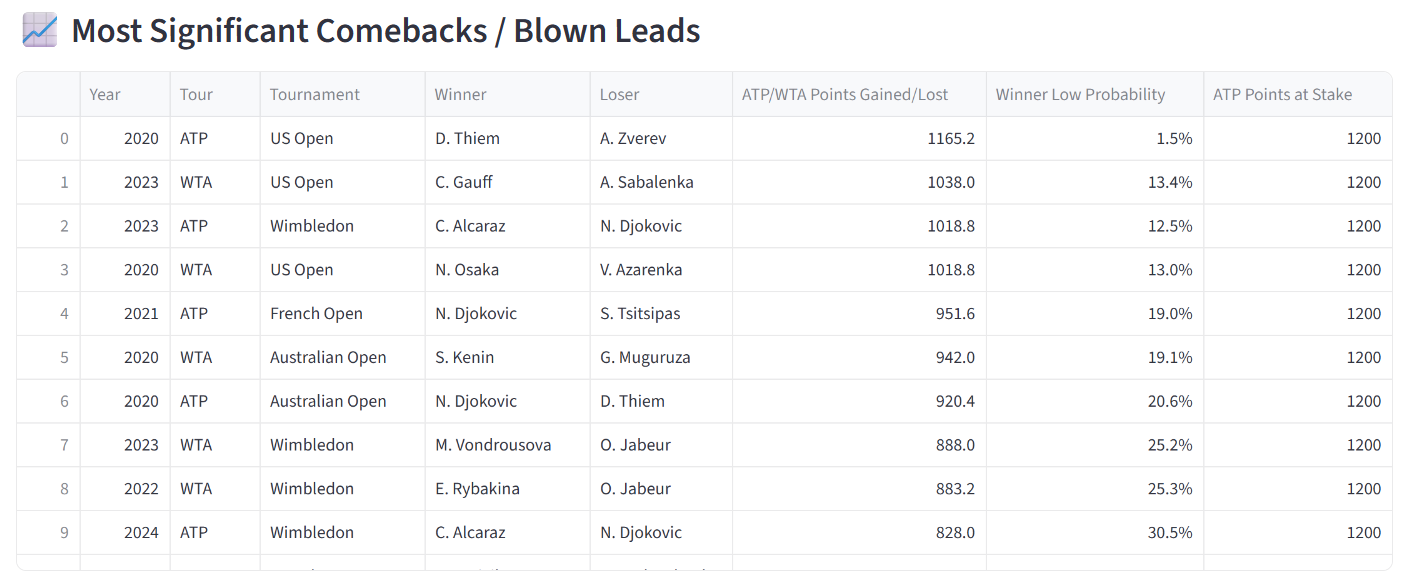 Most Significant Comebacks / Blown Leads
Year Tour Tournament Winner Loser ATP/WTA Points Gained/Lost Winner Low Probability ATP Points at Stake
0 2020 ATP US Open D. Thiem A. Zverev 1165.2 1.5% 1200
1 2023 WTA US Open C. Gauff A. Sabalenka 1038.0 13.4% 1200
2 2023 ATP Wimbledon C. Alcaraz N. Djokovic 1018.8 12.5% 1200
3 2020 WTA US Open N. Osaka V. Azarenka 1018.8 13.0% 1200
4 2021 ATP French Open N. Djokovic S. Tsitsipas 951.6 19.0% 1200
5 2020 WTA Australian Open S. Kenin G. Muguruza 942.0 19.1% 1200
6 2020 ATP Australian Open N. Djokovic D. Thiem 920.4 20.6% 1200
7 2023 WTA Wimbledon M. Vondrousova O. Jabeur 888.0 25.2% 1200
8 2022 WTA Wimbledon E. Rybakina O. Jabeur 883.2 25.3% 1200
9 2024 ATP Wimbledon C. Alcaraz N. Djokovic 828.0 30.5% 1200